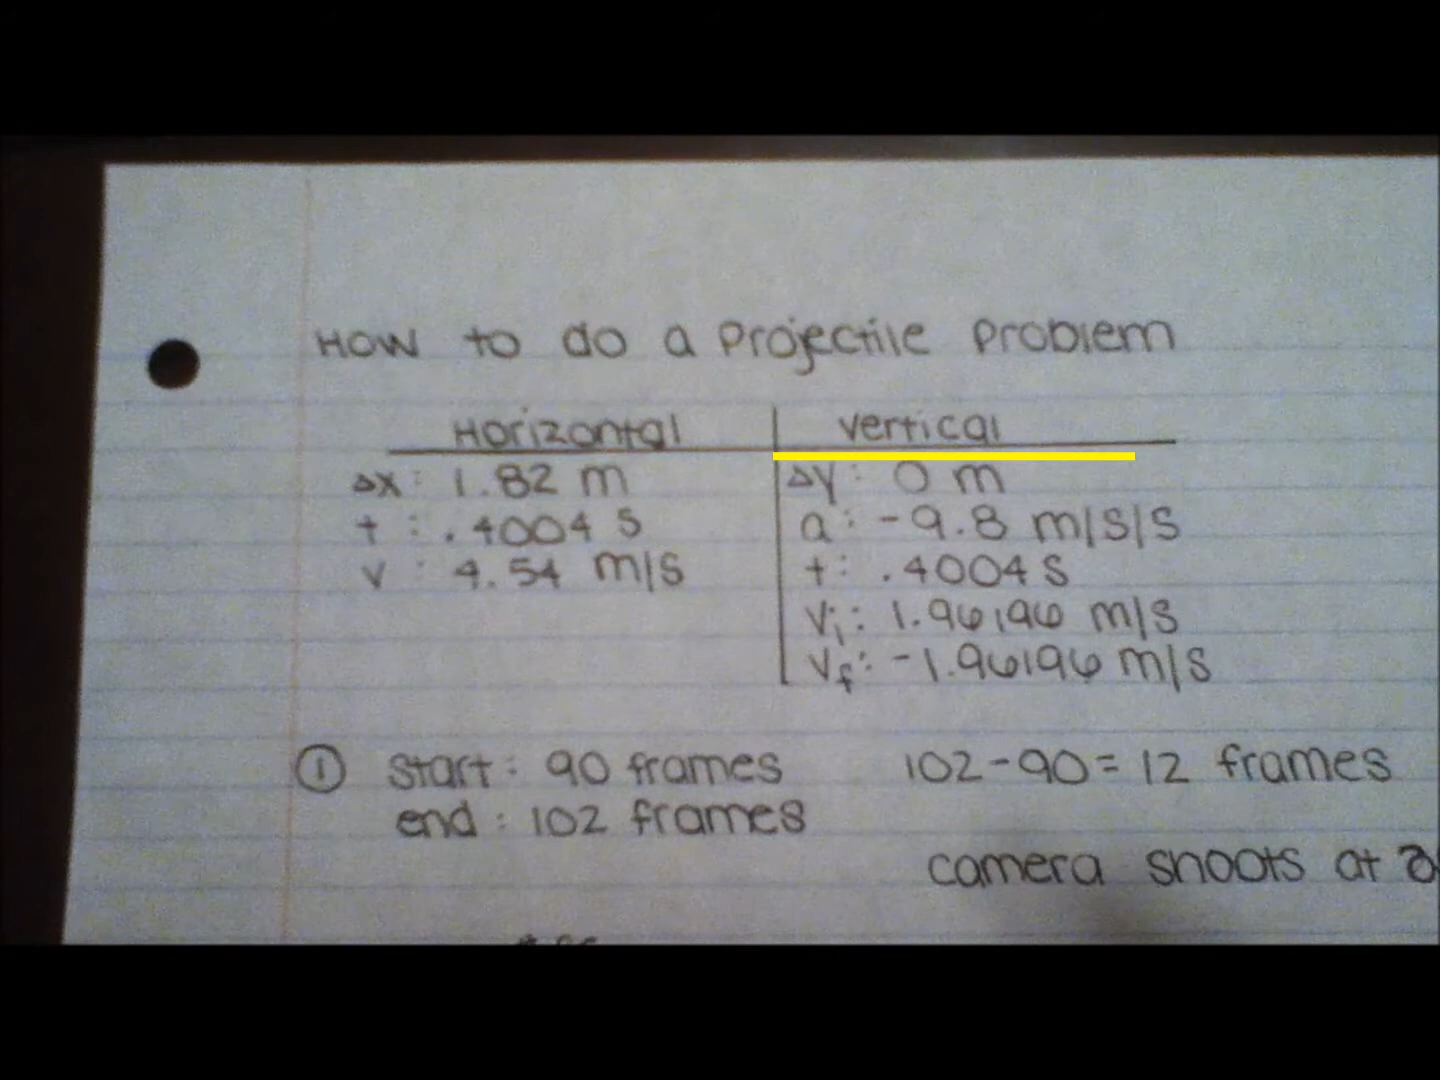 How to do a projectile problem
Horizontal
Δx: 1.82 m
t: .4004 s
v: 4.54 m/s
Vertical
Δy: 0 m
a: -9.8 m/s/s
t: .4004 s
Vi: 1.96196 m/s
Vf: -1.96196 m/s
① start: 90 frames
end: 102 frames
102-90 = 12 frames
camera shoots at